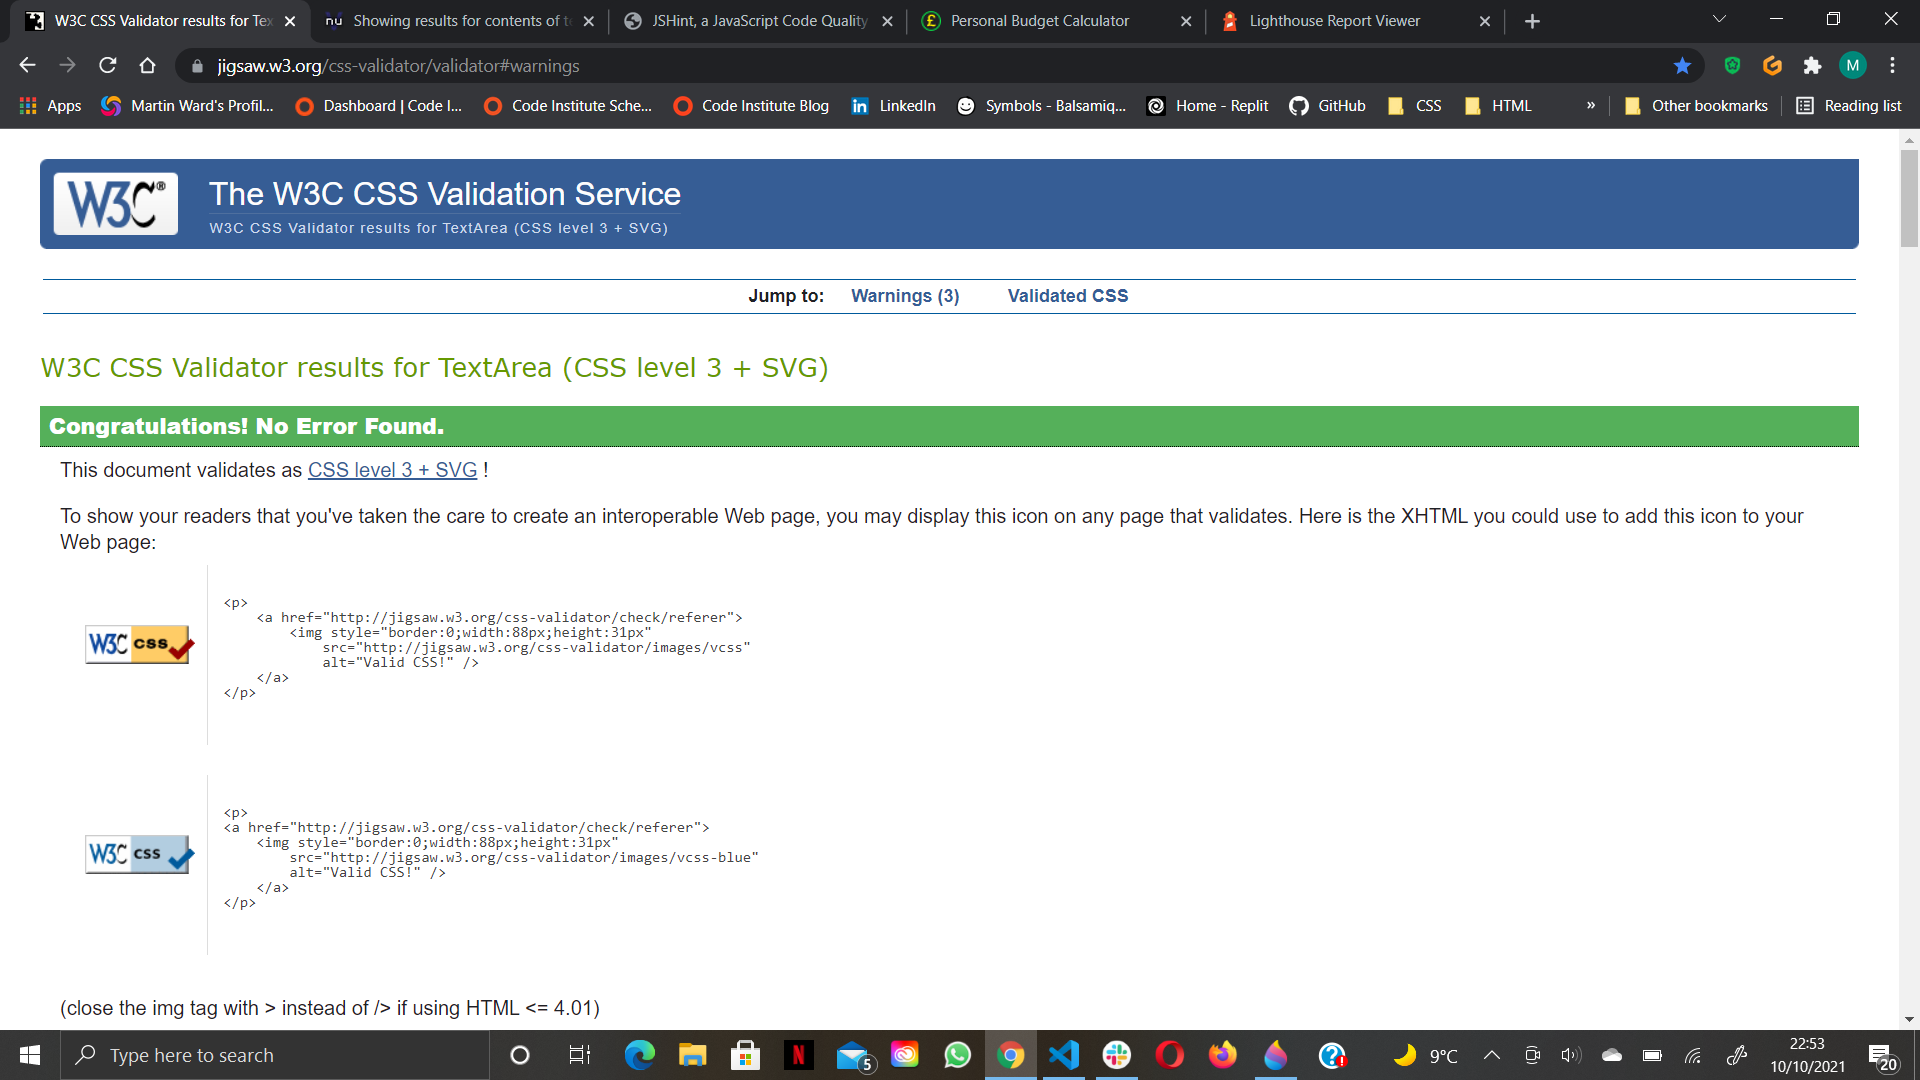 W3C CSS Validator results for Tex
nu
Showing results for contents of te
JSHint, a JavaScript Code Quality
£
Personal Budget Calculator
Lighthouse Report Viewer
jigsaw.w3.org/css-validator/validator#warnings
M
Apps
Martin Ward's Profil...
Dashboard | Code I...
Code Institute Sche...
Code Institute Blog
in
LinkedIn
Symbols - Balsamiq...
Home - Replit
GitHub
CSS
HTML
»
Other bookmarks
Reading list
W3C®
The W3C CSS Validation Service
W3C CSS Validator results for TextArea (CSS level 3 + SVG)
Jump to: Warnings (3) Validated CSS
W3C CSS Validator results for TextArea (CSS level 3 + SVG)
Congratulations! No Error Found.
This document validates as CSS level 3 + SVG !
To show your readers that you've taken the care to create an interoperable Web page, you may display this icon on any page that validates. Here is the XHTML you could use to add this icon to your
Web page:
W3C css
<p>
<a href="http://jigsaw.w3.org/css-validator/check/referer">
<img style="border:0;width:88px;height:31px"
src="http://jigsaw.w3.org/css-validator/images/vcss"
alt="Valid CSS!" />
</a>
</p>
W3C css
<p>
<a href="http://jigsaw.w3.org/css-validator/check/referer">
<img style="border:0;width:88px;height:31px"
src="http://jigsaw.w3.org/css-validator/images/vcss-blue"
alt="Valid CSS!" />
</a>
</p>
(close the img tag with > instead of /> if using HTML <= 4.01)
Type here to search
N
5
9°C
22:53
10/10/2021
20